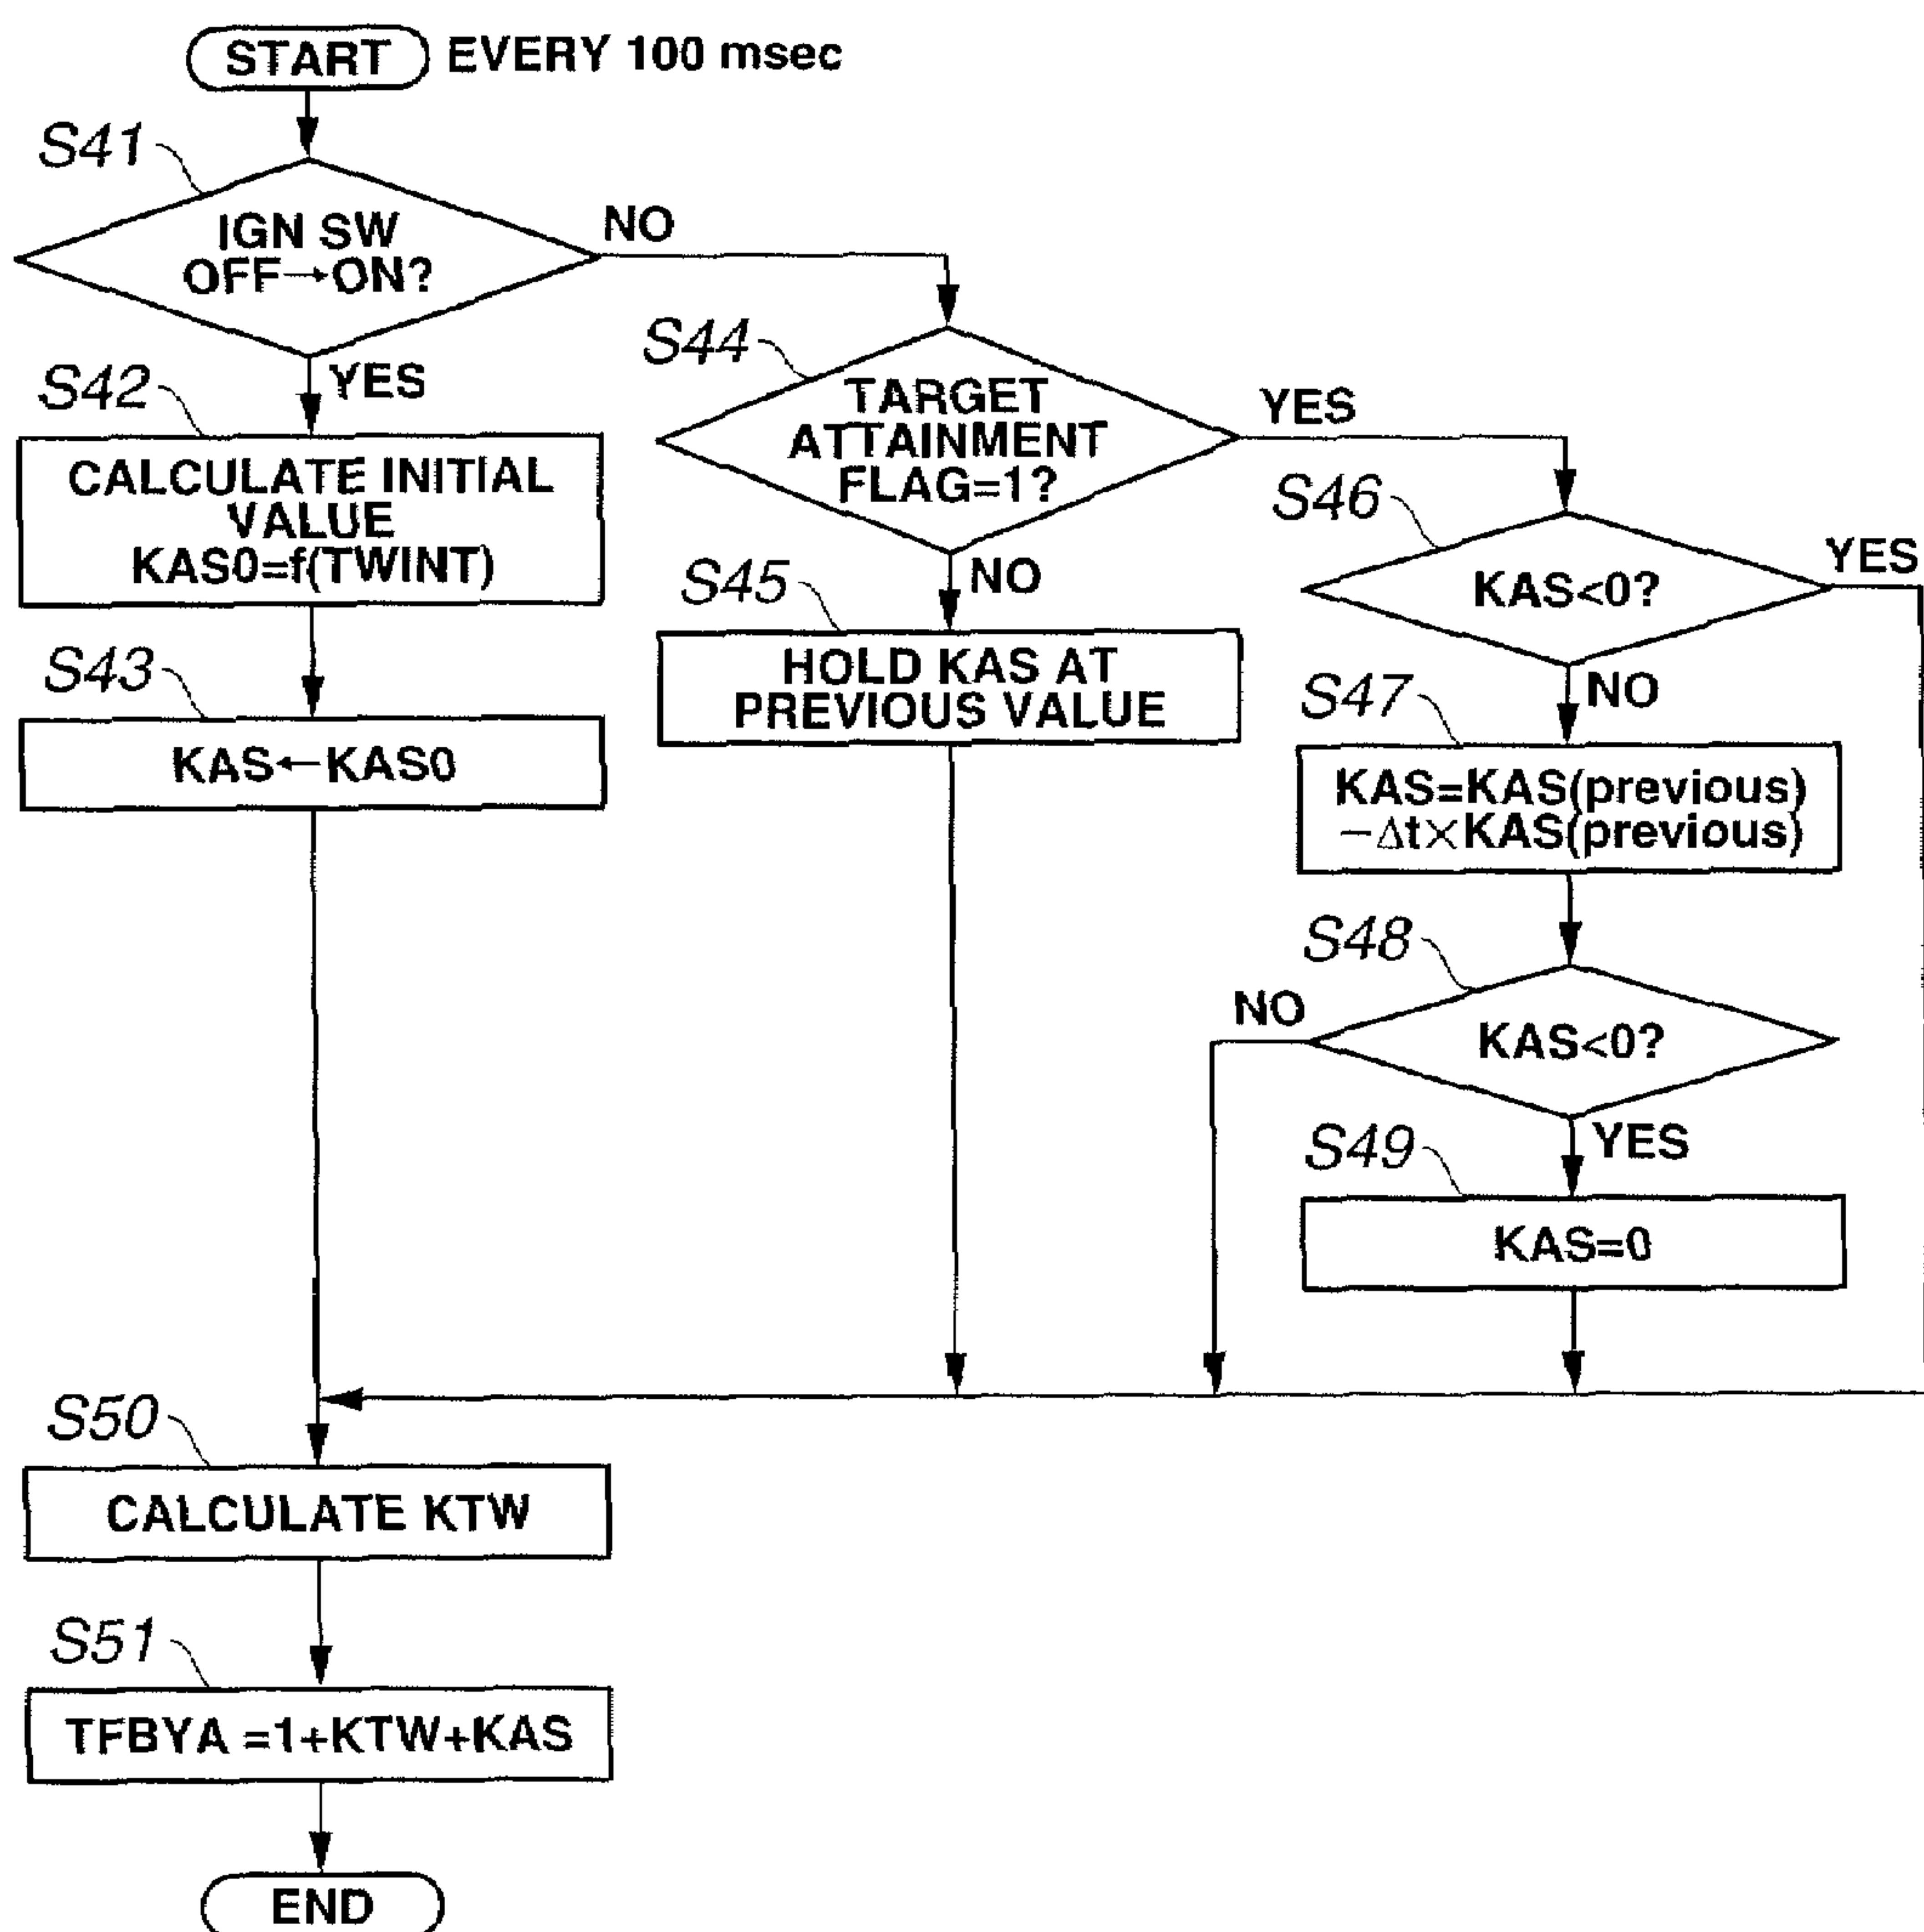 START EVERY 100 msec
S41
IGN SW
OFF→ON?
NO
YES
S42
CALCULATE INITIAL
VALUE
KAS0=f(TWINT)
S43
KAS←KAS0
S44
TARGET
ATTAINMENT
FLAG=1?
YES
NO
S45
HOLD KAS AT
PREVIOUS VALUE
S46
KAS<0?
YES
NO
S47
KAS=KAS(previous)
−Δt×KAS(previous)
S48
KAS<0?
NO
YES
S49
KAS=0
S50
CALCULATE KTW
S51
TFBYA =1+KTW+KAS
END